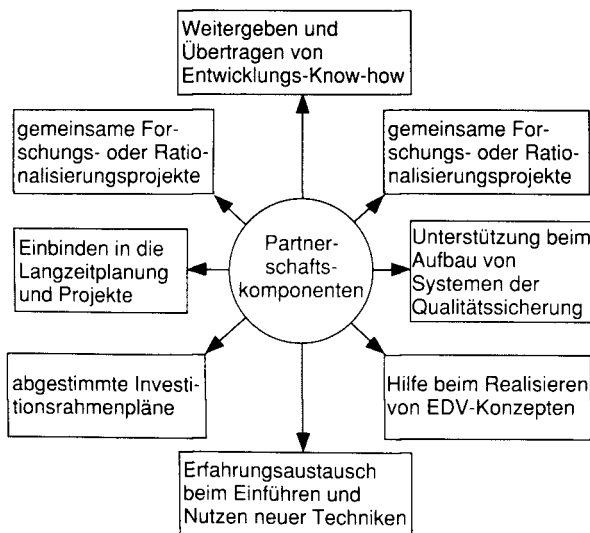 Weitergeben und
Übertragen von
Entwicklungs-Know-how
gemeinsame For-
schungs- oder Ratio-
nalisierungsprojekte
gemeinsame For-
schungs- oder Ratio-
nalisierungsprojekte
Einbinden in die
Langzeitplanung
und Projekte
Partner-
schafts-
komponenten
Unterstützung beim
Aufbau von
Systemen der
Qualitätssicherung
abgestimmte Investi-
tionsrahmenpläne
Hilfe beim Realisieren
von EDV-Konzepten
Erfahrungsaustausch
beim Einführen und
Nutzen neuer Techniken